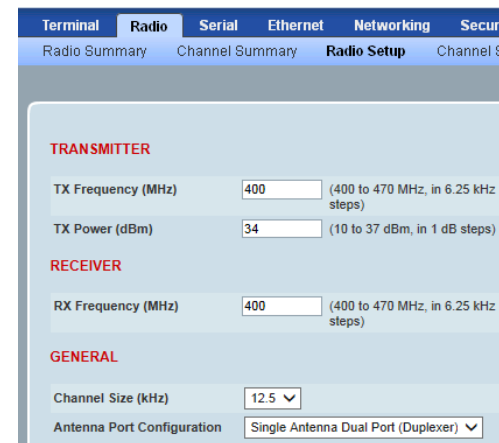 Terminal Radio Serial Ethernet Networking
Radio Summary Channel Summary Radio Setup Channel
TRANSMITTER
TX Frequency (MHz) 400 (400 to 470 MHz, in 6.25 kHz
steps)
TX Power (dBm) 34 (10 to 37 dBm, in 1 dB steps)
RECEIVER
RX Frequency (MHz) 400 (400 to 470 MHz, in 6.25 kHz
steps)
GENERAL
Channel Size (kHz) 12.5
Antenna Port Configuration Single Antenna Dual Port (Duplexer)